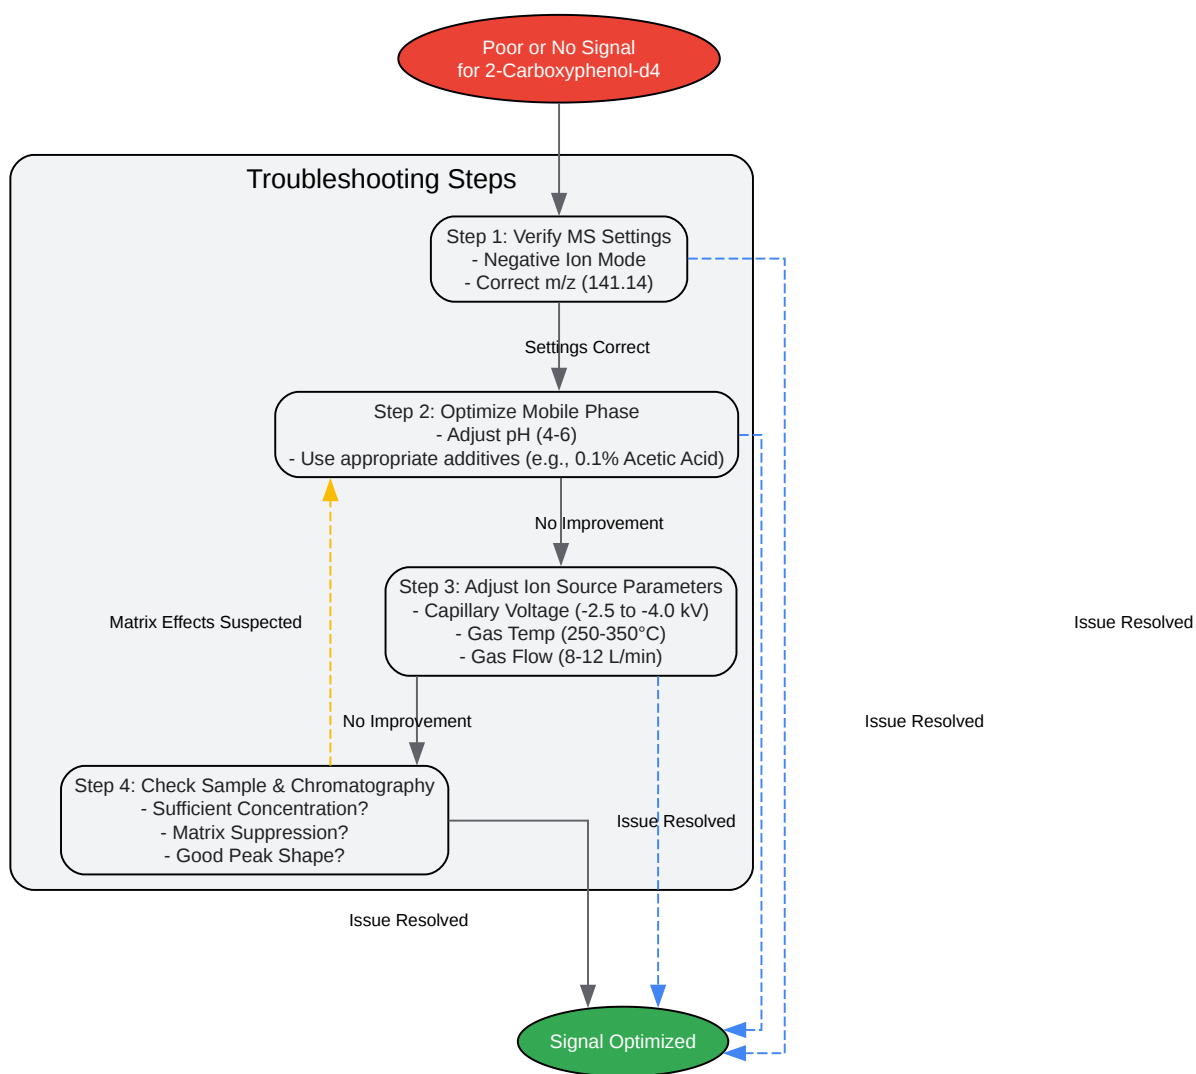 Poor or No Signal
for 2-Carboxyphenol-d4
Troubleshooting Steps
Step 1: Verify MS Settings
- Negative Ion Mode
- Correct m/z (141.14)
Settings Correct
Step 2: Optimize Mobile Phase
- Adjust pH (4-6)
- Use appropriate additives (e.g., 0.1% Acetic Acid)
No Improvement
Step 3: Adjust Ion Source Parameters
- Capillary Voltage (-2.5 to -4.0 kV)
- Gas Temp (250-350°C)
- Gas Flow (8-12 L/min)
Matrix Effects Suspected
Issue Resolved
No Improvement
Issue Resolved
Step 4: Check Sample & Chromatography
- Sufficient Concentration?
- Matrix Suppression?
- Good Peak Shape?
Issue Resolved
Issue Resolved
Signal Optimized